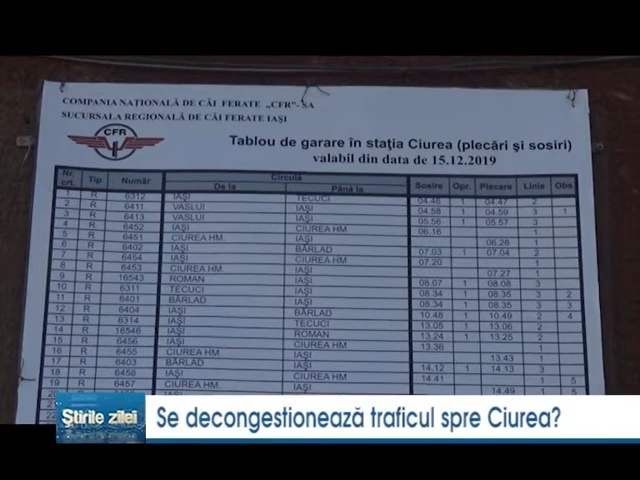 COMPANIA NAȚIONALĂ DE CĂI FERATE „CFR”- SA
SUCURSALA REGIONALĂ DE CĂI FERATE IAȘI
CFR
Tablou de garare în stația Ciurea (plecări și sosiri)
valabil din data de 15.12.2019
Nr. crt. Tip Număr Circulă De la Până la Sosire Opr. Plecare Linie Obs
1 R 6312 IAȘI TECUCI 04.46 1 04.47 2
2 R 6411 VASLUI IAȘI 04.58 1 04.59 3 1
3 R 6413 VASLUI IAȘI 05.56 1 05.57 3
4 R 6452 IAȘI CIUREA HM 06.16 1
5 R 6451 CIUREA HM. IAȘI 06.28 1
6 R 6402 IAȘI BÂRLAD 07.03 1 07.04 2
7 R 6454 IAȘI CIUREA HM 07.20 1
8 R 6453 CIUREA HM IAȘI 07.27 1
9 R 16543 ROMAN IAȘI 08.07 1 08.08 3
10 R 6311 TECUCI IAȘI 08.34 1 08.35 3 2
11 R 6401 BÂRLAD IAȘI 08.34 1 08.35 3 3
12 R 6404 IAȘI BÂRLAD 10.48 1 10.49 2 4
13 R 6314 IAȘI TECUCI 13.05 1 13.06 2
14 R 16546 IAȘI ROMAN 13.24 1 13.25 2
15 R 6456 IAȘI CIUREA HM 13.36 1
16 R 6455 CIUREA HM IAȘI 13.43 1
17 R 6403 BÂRLAD IAȘI 14.12 1 14.13 3
18 R 6458 IAȘI CIUREA HM 14.41 1 5
19 R 6457 CIUREA HM IAȘI 14.49 1 5
20
Știrile zilei
Se decongestionează traficul spre Ciurea?